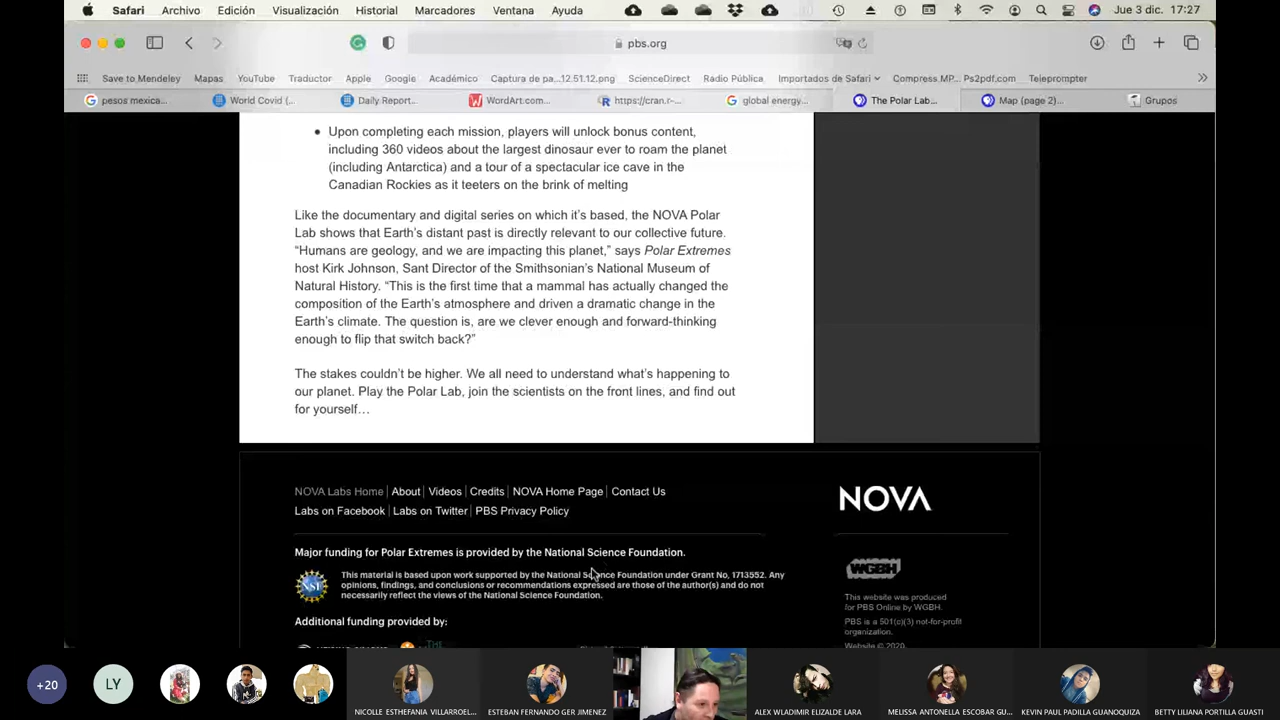 Safari Archivo Edición Visualización Historial Marcadores Ventana Ayuda Jue 3 dic. 17:27
pbs.org
Save to Mendeley Mapas YouTube Traductor Apple Google Académico Captura de pa...12.51.12.png ScienceDirect Radio Pública Importados de Safari Compress MP... Ps2pdf.com Teleprompter
pesos mexica... World Covid (... Daily Report... WordArt.com... https://cran.r-... global energy... The Polar Lab... Map (page 2)... Grupos
• Upon completing each mission, players will unlock bonus content,
including 360 videos about the largest dinosaur ever to roam the planet
(including Antarctica) and a tour of a spectacular ice cave in the
Canadian Rockies as it teeters on the brink of melting
Like the documentary and digital series on which it's based, the NOVA Polar
Lab shows that Earth's distant past is directly relevant to our collective future.
“Humans are geology, and we are impacting this planet,” says Polar Extremes
host Kirk Johnson, Sant Director of the Smithsonian's National Museum of
Natural History. “This is the first time that a mammal has actually changed the
composition of the Earth's atmosphere and driven a dramatic change in the
Earth's climate. The question is, are we clever enough and forward-thinking
enough to flip that switch back?”
The stakes couldn't be higher. We all need to understand what's happening to
our planet. Play the Polar Lab, join the scientists on the front lines, and find out
for yourself…
NOVA Labs Home | About | Videos | Credits | NOVA Home Page | Contact Us
Labs on Facebook | Labs on Twitter | PBS Privacy Policy
NOVA
Major funding for Polar Extremes is provided by the National Science Foundation.
NSF
This material is based upon work supported by the National Science Foundation under Grant No, 1713552. Any
opinions, findings, and conclusions or recommendations expressed are those of the author(s) and do not
necessarily reflect the views of the National Science Foundation.
Additional funding provided by:
WGBH
This website was produced
for PBS Online by WGBH.
PBS is a 501(c)(3) not-for-profit
organization.
Website © 2020
+20
LY
NICOLLE ESTHEFANIA VILLARROEL... ESTEBAN FERNANDO GER JIMENEZ ALEX WLADIMIR ELIZALDE LARA MELISSA ANTONELLA ESCOBAR GU... KEVIN PAUL PADILLA GUANOQUIZA BETTY LILIANA PORTILLA GUASTI